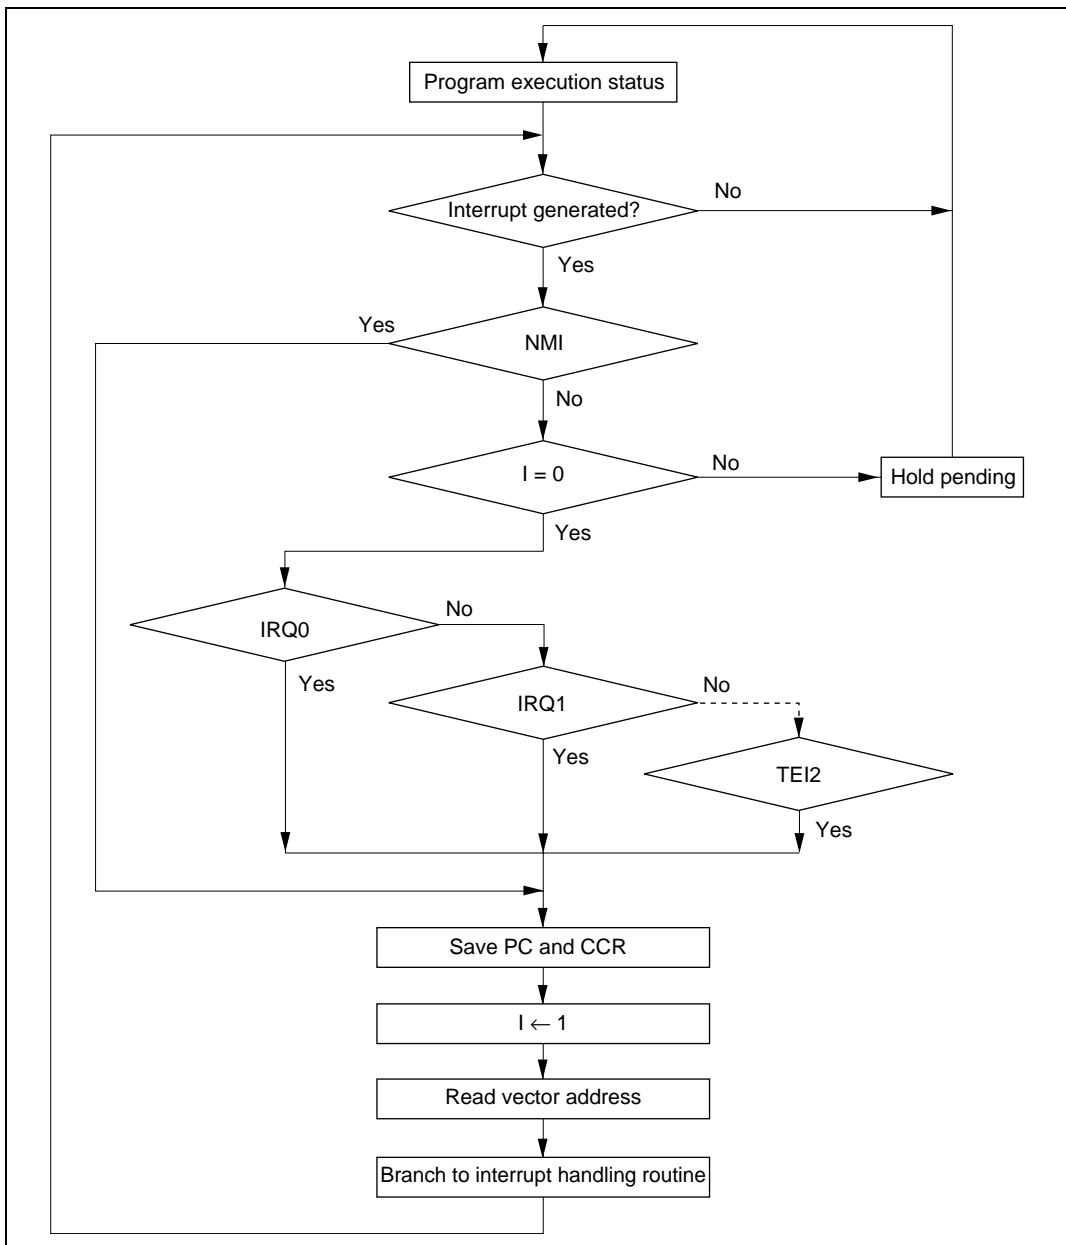 Program execution status
Interrupt generated?
No
Yes
Yes
NMI
No
I = 0
No
Hold pending
Yes
IRQ0
No
Yes
IRQ1
No
Yes
TEI2
Yes
Save PC and CCR
I ← 1
Read vector address
Branch to interrupt handling routine